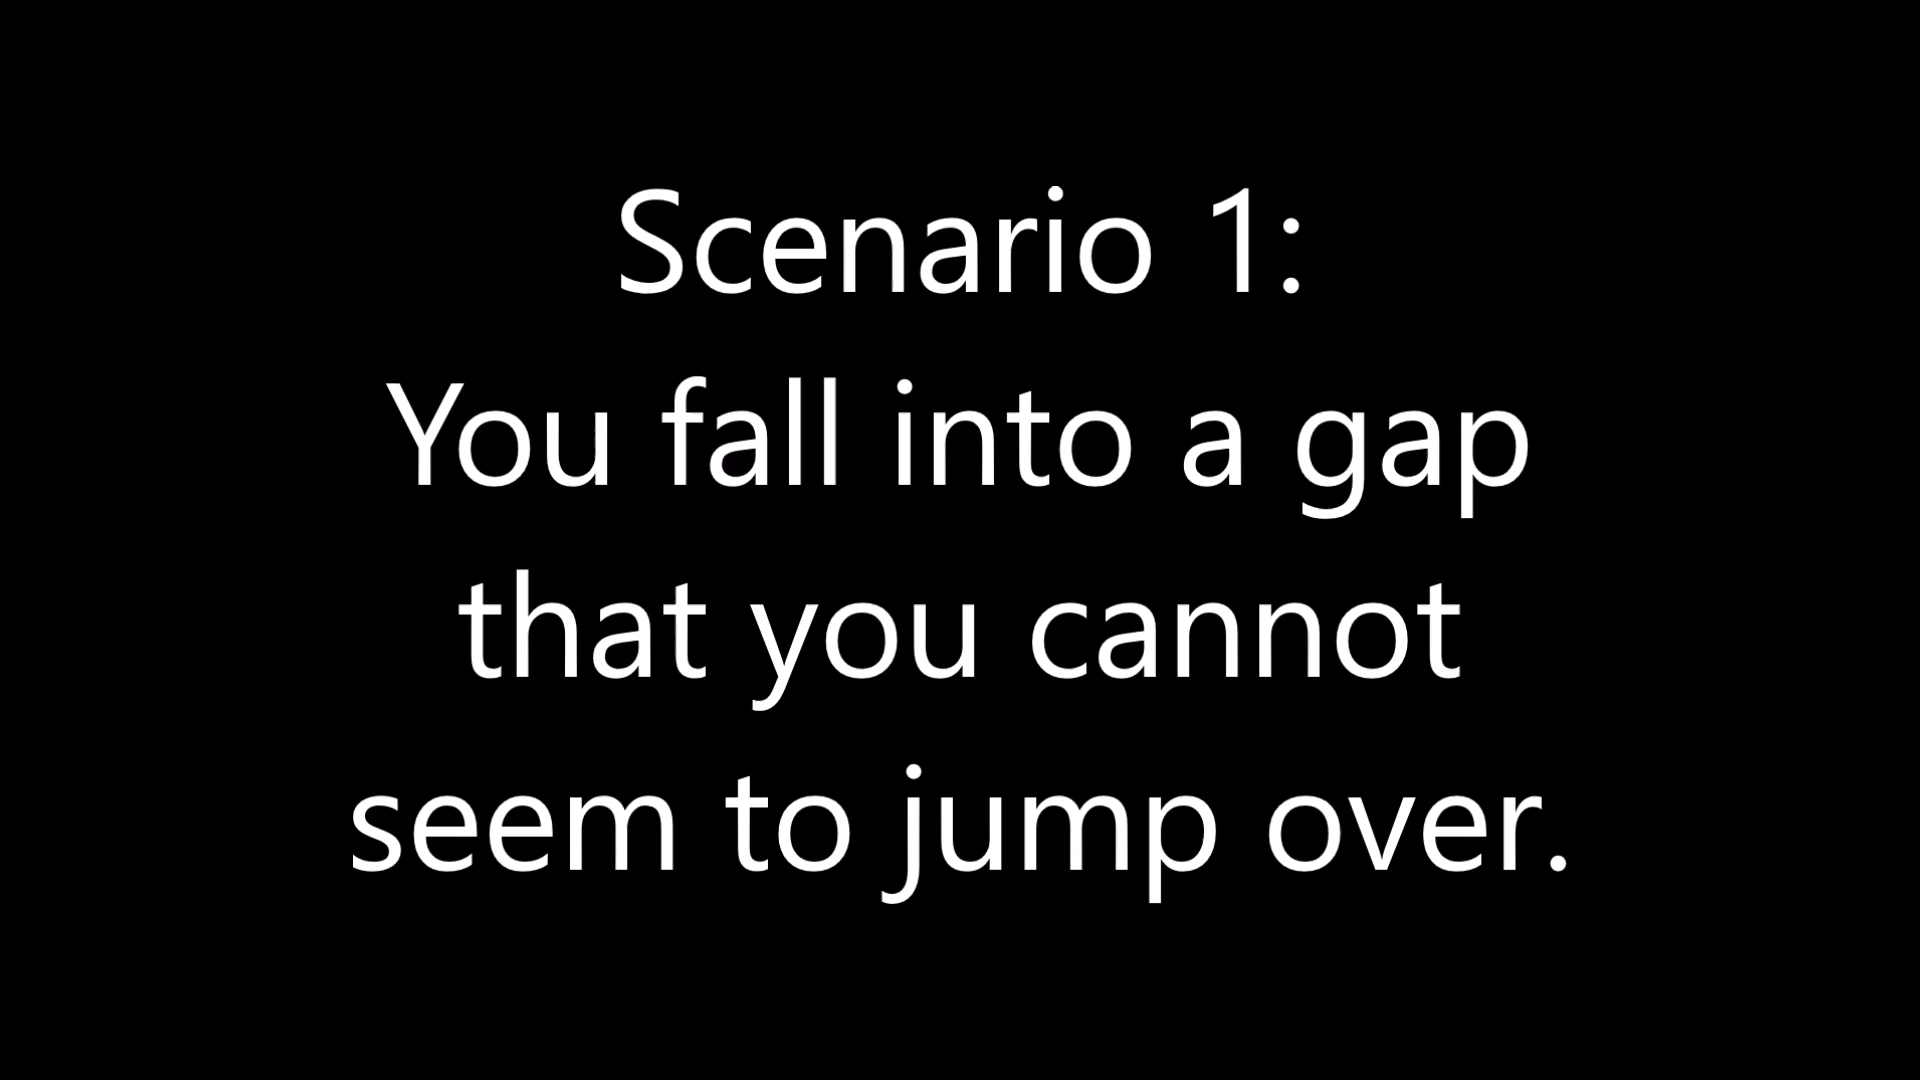 Scenario 1:
You fall into a gap
that you cannot
seem to jump over.